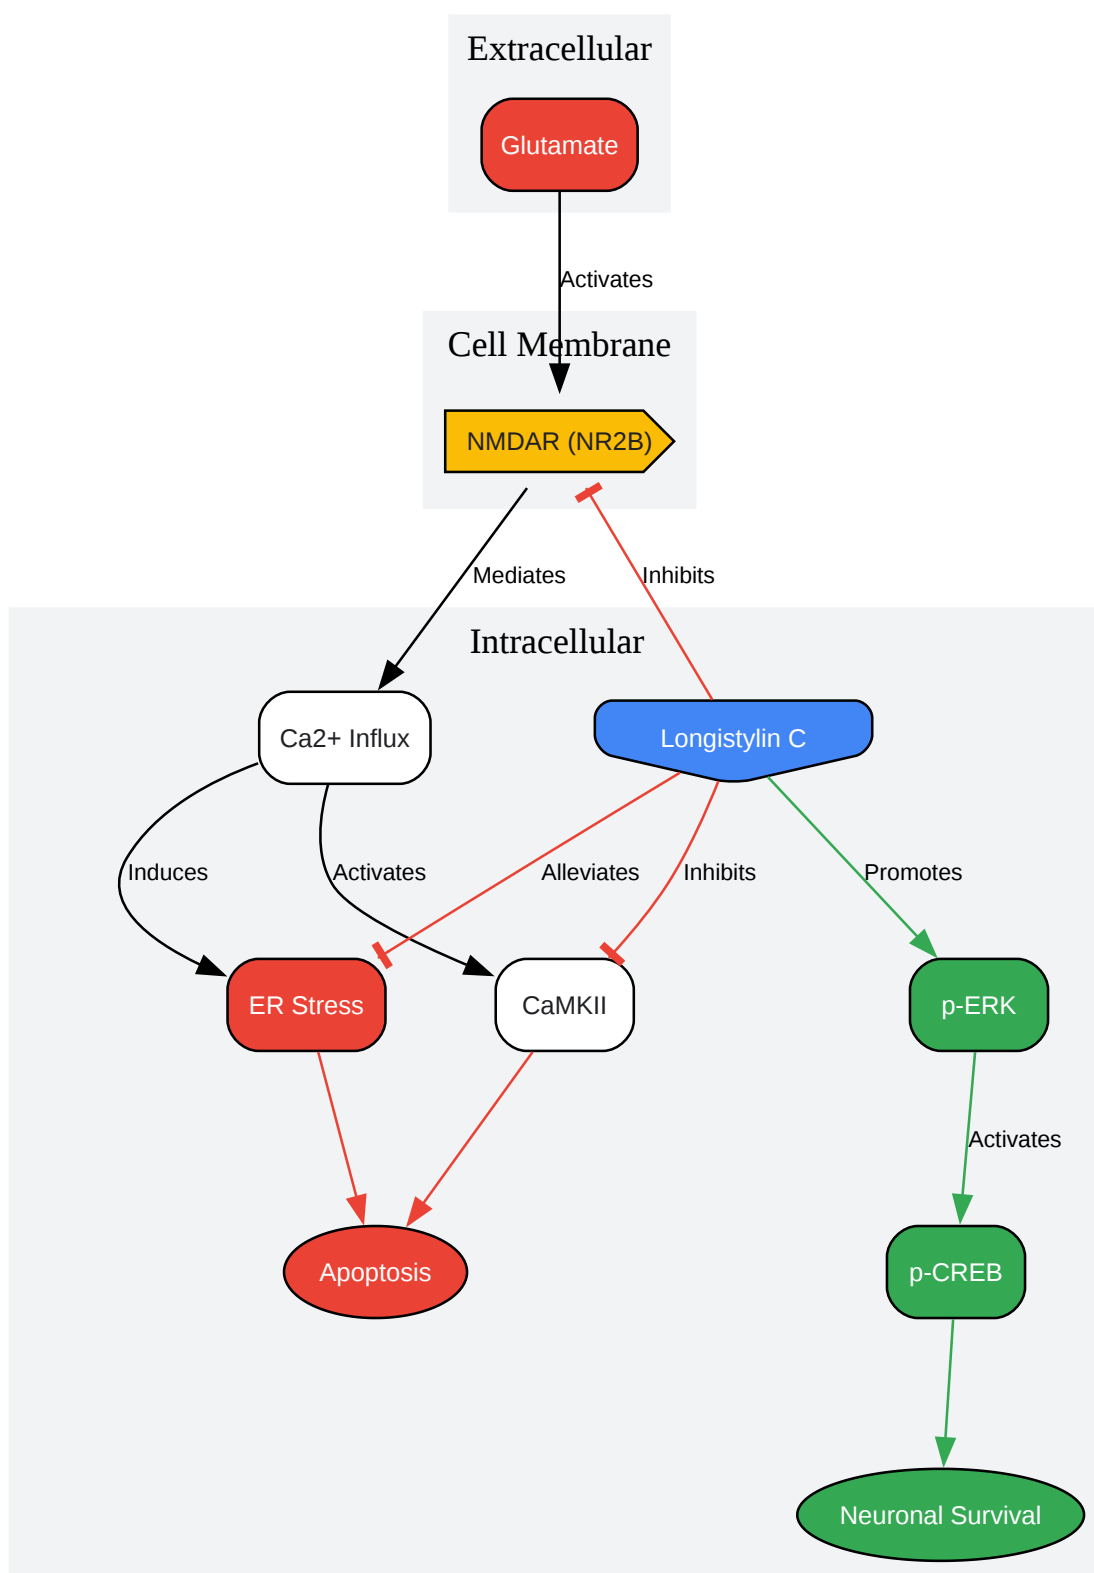 Extracellular
Glutamate
Activates
Cell Membrane
NMDAR (NR2B)
Mediates
Inhibits
Intracellular
Ca2+ Influx
Longistylin C
Induces
Activates
Alleviates
Inhibits
Promotes
ER Stress
CaMKII
p-ERK
Activates
Apoptosis
p-CREB
Neuronal Survival